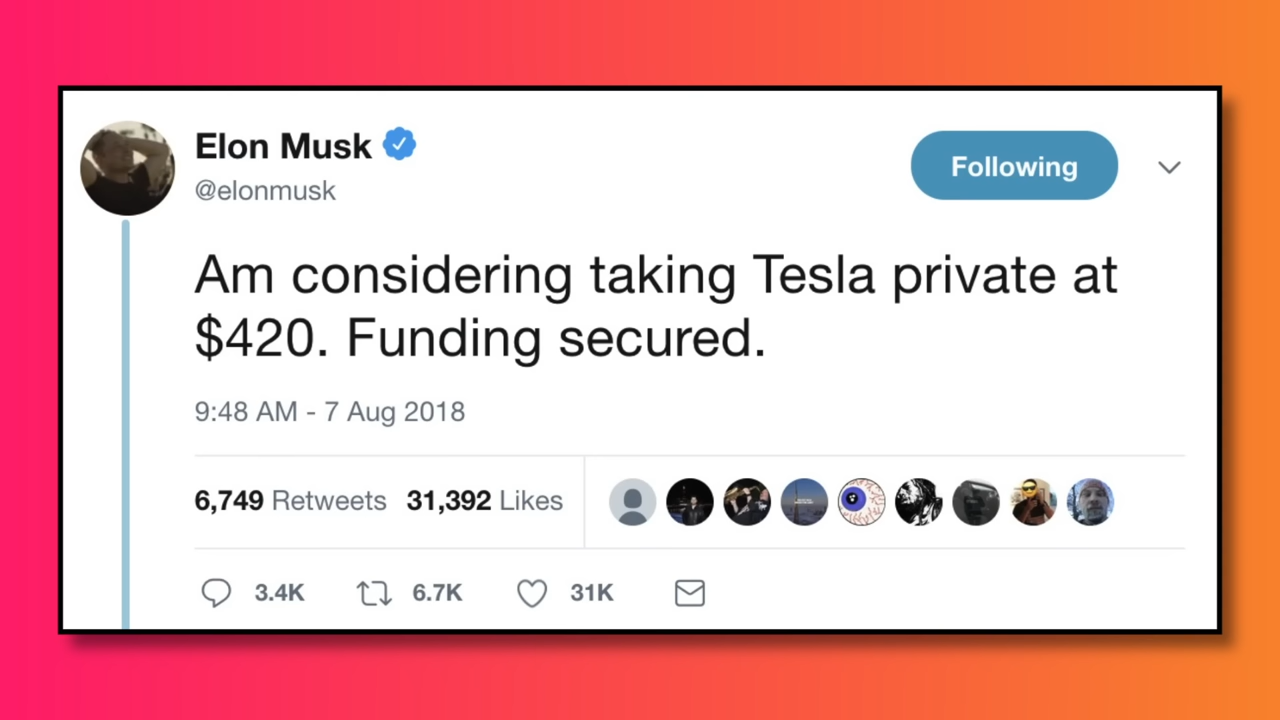 Elon Musk
@elonmusk
Following
Am considering taking Tesla private at
$420. Funding secured.
9:48 AM - 7 Aug 2018
6,749 Retweets 31,392 Likes
3.4K 6.7K 31K